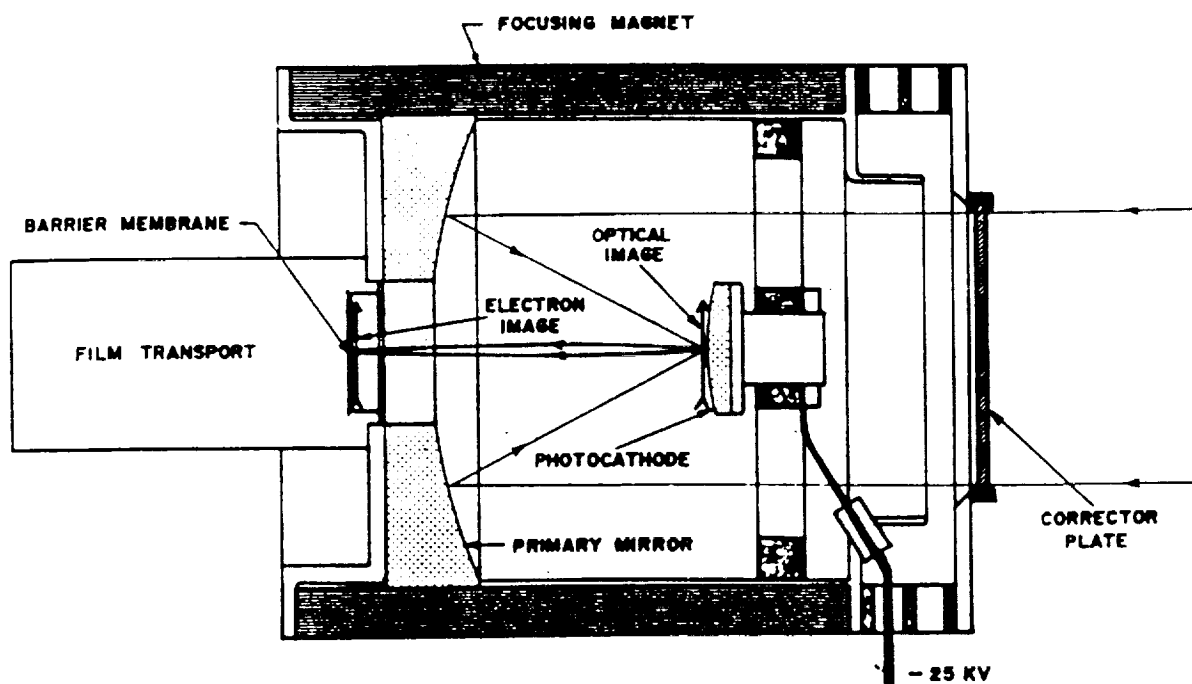 FOCUSING MAGNET
BARRIER MEMBRANE
OPTICAL
IMAGE
ELECTRON
IMAGE
FILM TRANSPORT
PHOTOCATHODE
PRIMARY MIRROR
CORRECTOR
PLATE
- 25 KV